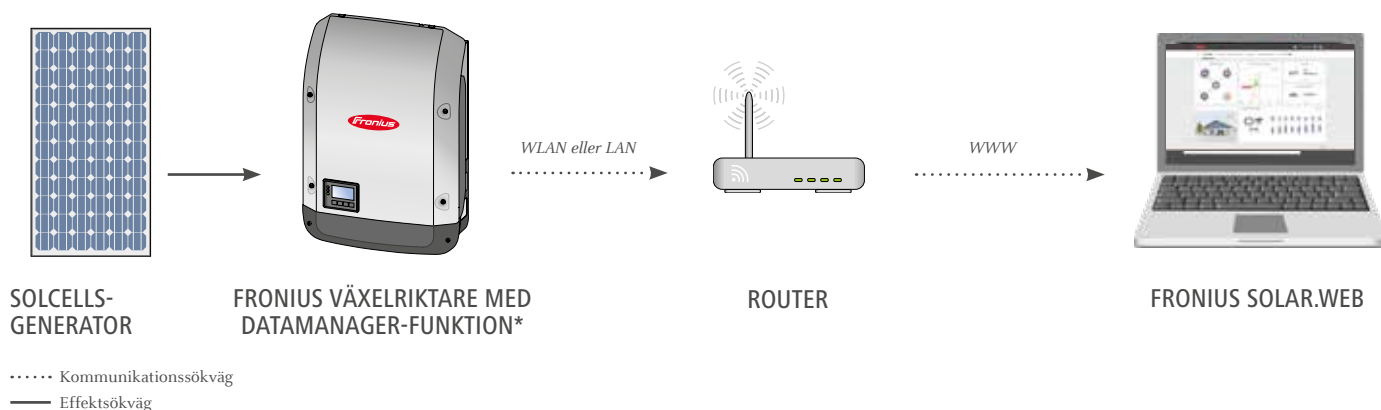 Fronius
WLAN eller LAN
WWW
SOLCELLS-
GENERATOR
FRONIUS VÄXELRIKTARE MED
DATAMANAGER-FUNKTION*
ROUTER
FRONIUS SOLAR.WEB
Kommunikationssökväg
Effektsökväg